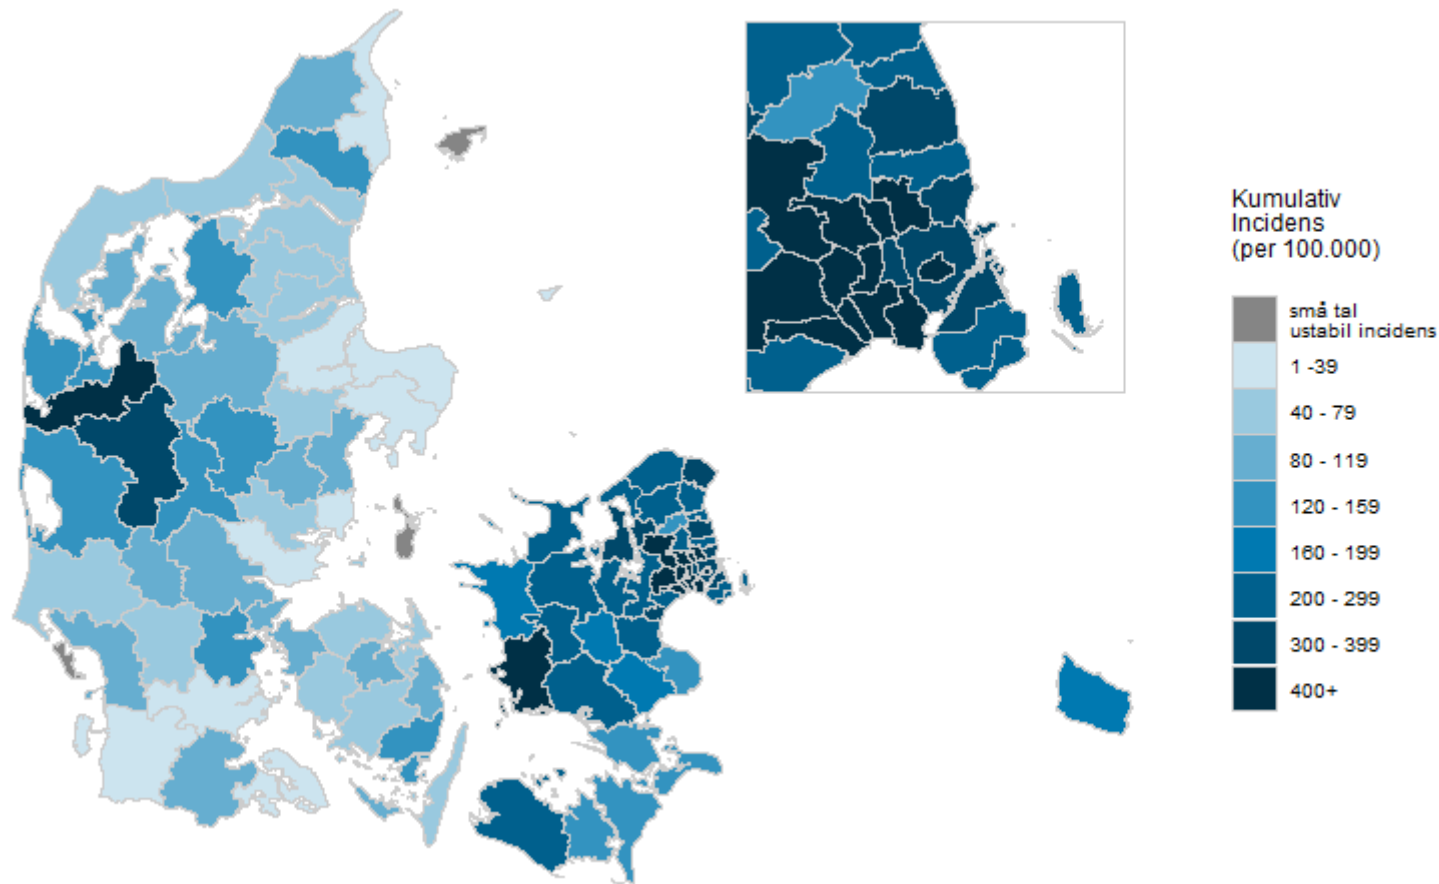 Kumulativ
Incidens
(per 100.000)
små tal
ustabil incidens
1 -39
40 - 79
80 - 119
120 - 159
160 - 199
200 - 299
300 - 399
400+